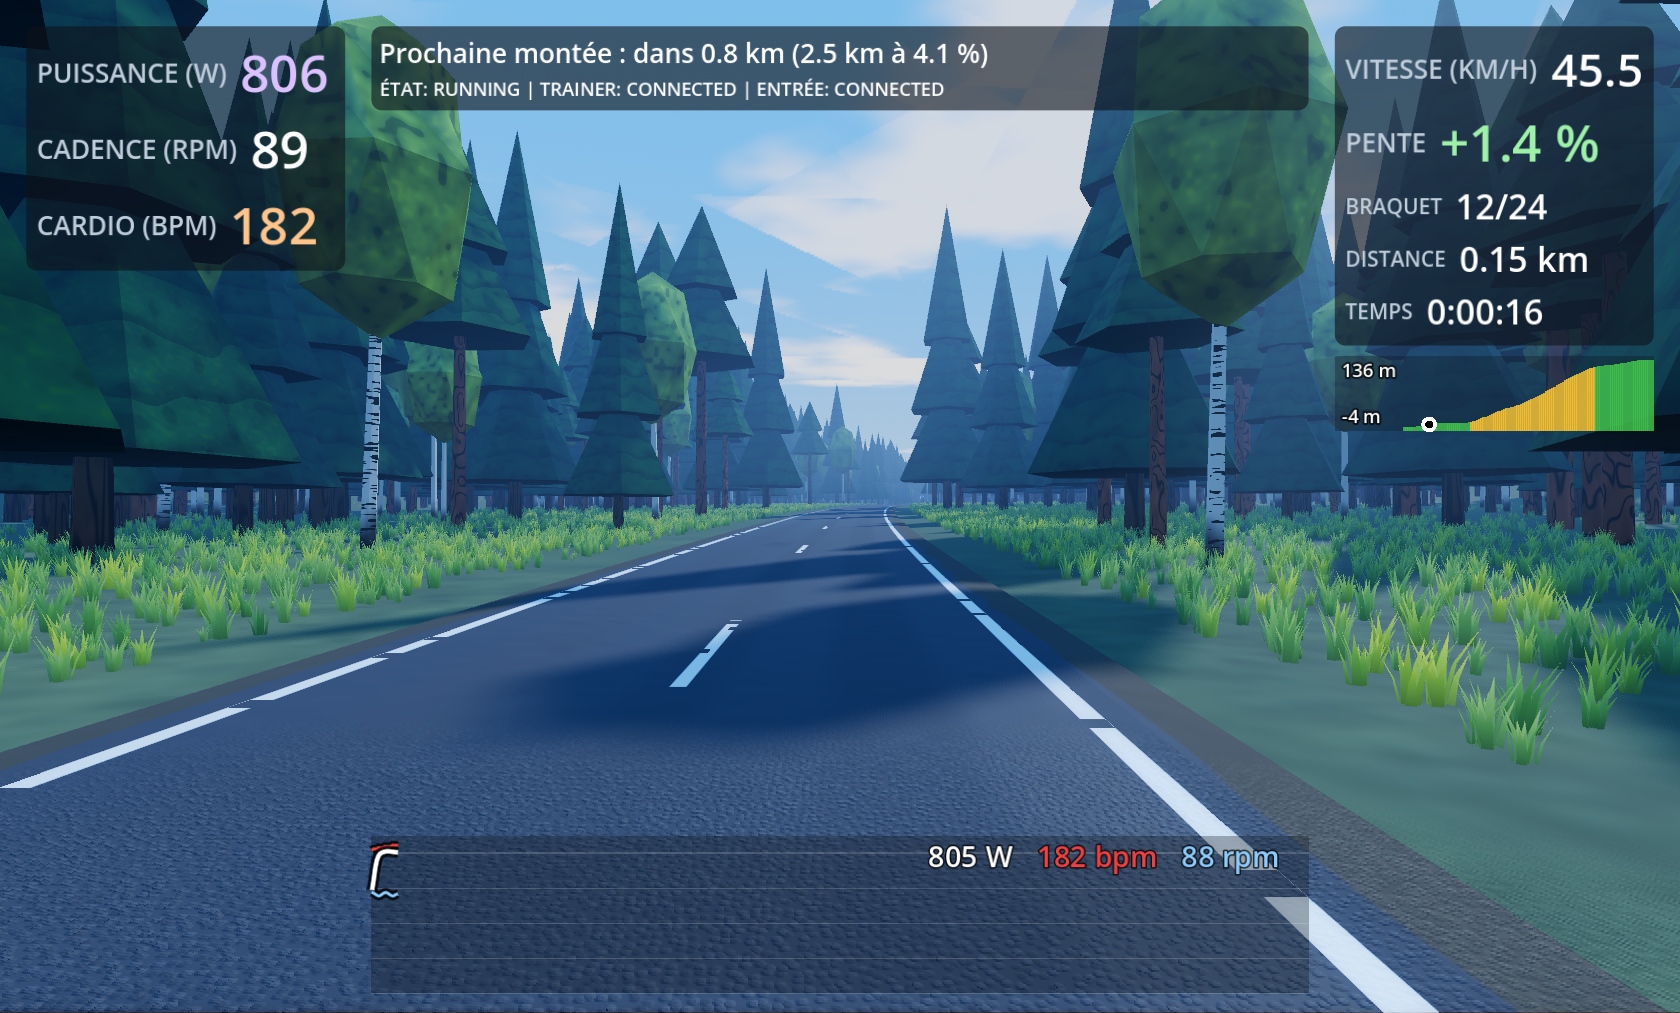 PUISSANCE (W) 806
CADENCE (RPM) 89
CARDIO (BPM) 182
Prochaine montée : dans 0.8 km (2.5 km à 4.1 %)
ÉTAT: RUNNING | TRAINER: CONNECTED | ENTRÉE: CONNECTED
VITESSE (KM/H) 45.5
PENTE +1.4 %
BRAQUET 12/24
DISTANCE 0.15 km
TEMPS 0:00:16
136 m
-4 m
805 W 182 bpm 88 rpm